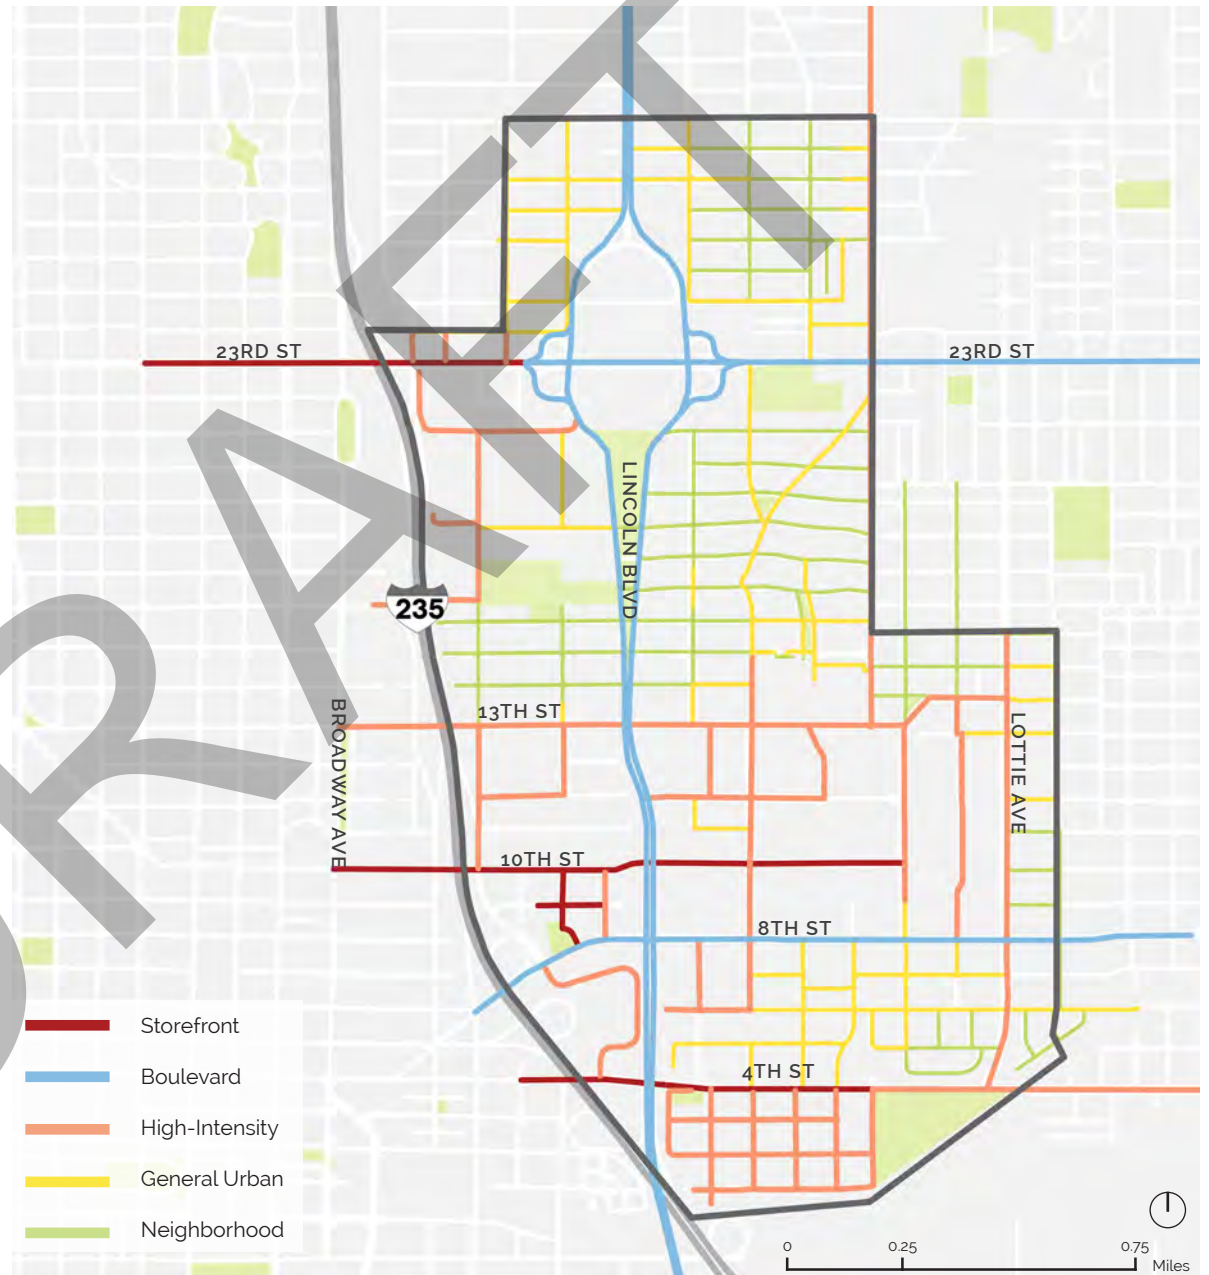 DRAFT
23RD ST
23RD ST
LINCOLN BLVD
235
BROADWAY AVE
13TH ST
LOTTIE AVE
10TH ST
8TH ST
4TH ST
Storefront
Boulevard
High-Intensity
General Urban
Neighborhood
0 0.25 0.75
Miles